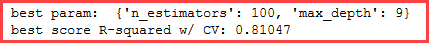 best param:  {'n_estimators': 100, 'max_depth': 9}
best score R-squared w/ CV: 0.81047